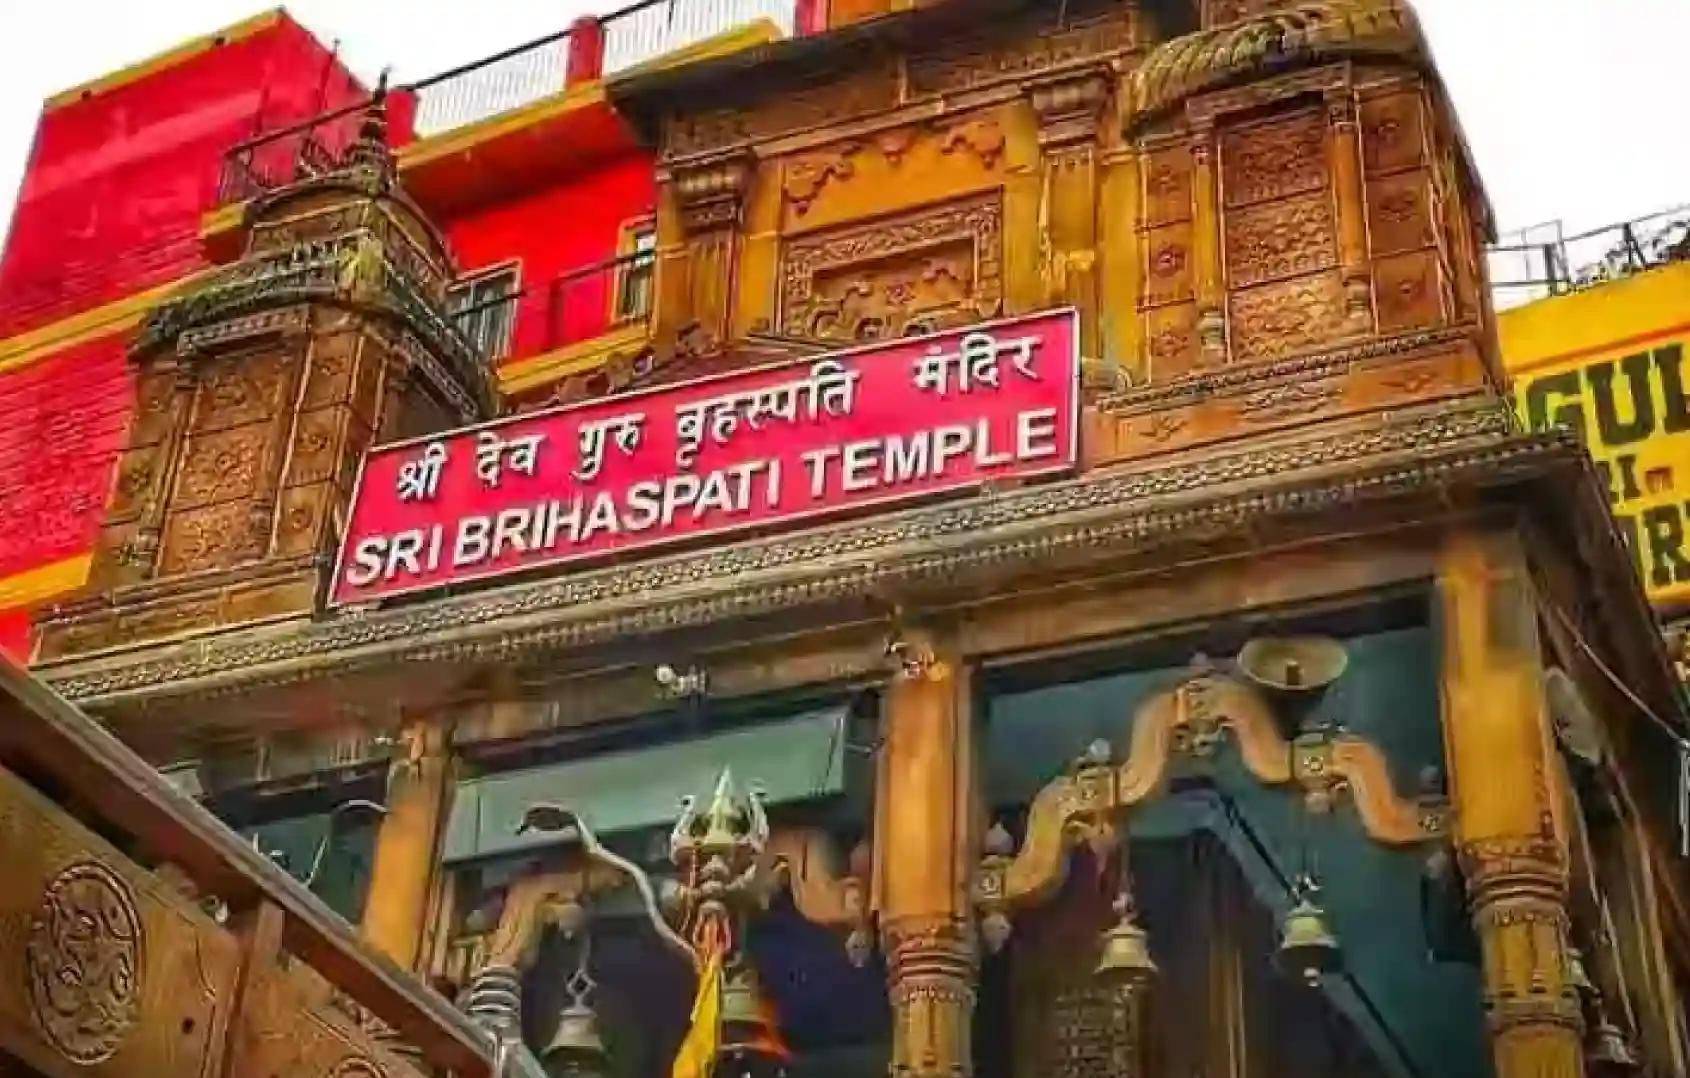 श्री देव गुरु बृहस्पति मंदिर
SRI BRIHASPATI TEMPLE